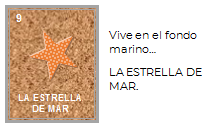 9
LA ESTRELLA
DE MAR
Vive en el fondo
marino...
LA ESTRELLA DE
MAR.